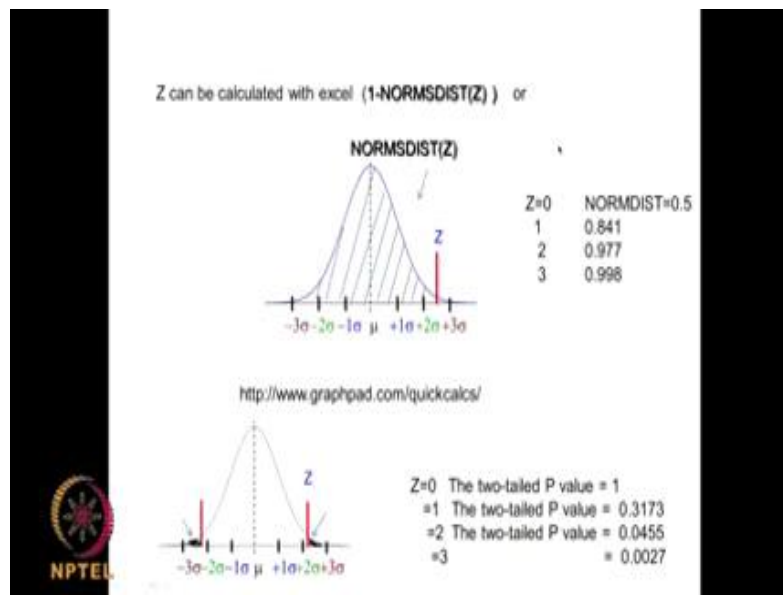 Z can be calculated with excel (1-NORMSDIST(Z) ) or
NORMSDIST(Z)
Z
-3σ -2σ -1σ μ +1σ +2σ +3σ
Z=0 NORMDIST=0.5
1 0.841
2 0.977
3 0.998
http://www.graphpad.com/quickcalcs/
Z
-3σ -2σ -1σ μ +1σ +2σ +3σ
Z=0 The two-tailed P value = 1
=1 The two-tailed P value = 0.3173
=2 The two-tailed P value = 0.0455
=3 = 0.0027
NPTEL